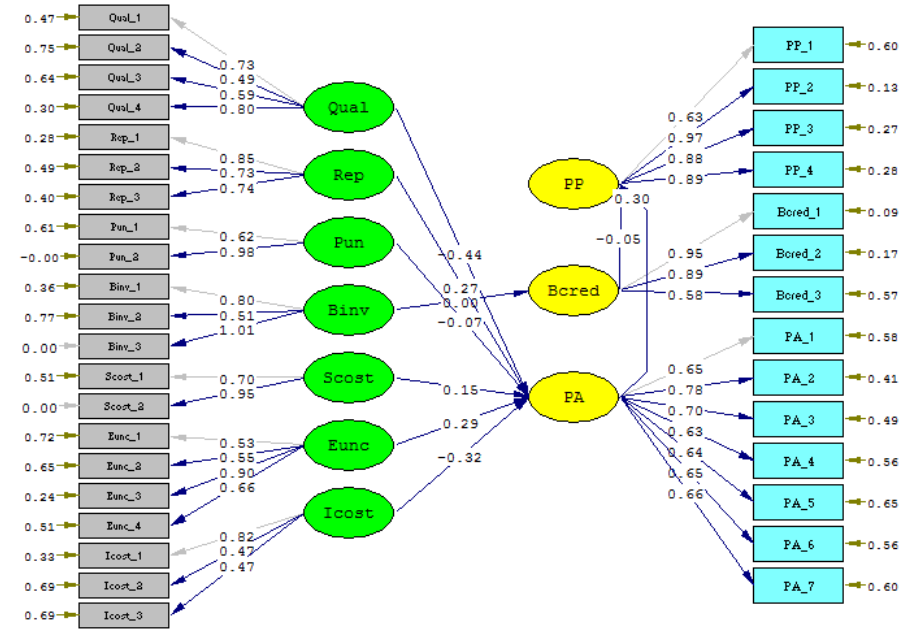 0.47 Qual_1
0.75 Qual_2
0.64 Qual_3
0.30 Qual_4
0.28 Rep_1
0.49 Rep_2
0.40 Rep_3
0.61 Pun_1
-0.00 Pun_2
0.36 Binv_1
0.77 Binv_2
0.00 Binv_3
0.51 Scost_1
0.00 Scost_2
0.72 Eunc_1
0.65 Eunc_2
0.24 Eunc_3
0.51 Eunc_4
0.33 Icost_1
0.69 Icost_2
0.69 Icost_3
0.73
0.49
0.59
0.80
0.85
0.73
0.74
0.62
0.98
0.80
0.51
1.01
0.70
0.95
0.53
0.55
0.90
0.66
0.82
0.47
0.47
Qual
Rep
Pun
Binv
Scost
Eunc
Icost
-0.44
0.27
0.00
-0.07
0.15
0.29
-0.32
PP
Bcred
PA
0.30
-0.05
0.63
0.97
0.88
0.89
0.95
0.89
0.58
0.65
0.78
0.70
0.63
0.64
0.65
0.66
PP_1 0.60
PP_2 0.13
PP_3 0.27
PP_4 0.28
Bcred_1 0.09
Bcred_2 0.17
Bcred_3 0.57
PA_1 0.58
PA_2 0.41
PA_3 0.49
PA_4 0.56
PA_5 0.65
PA_6 0.56
PA_7 0.60